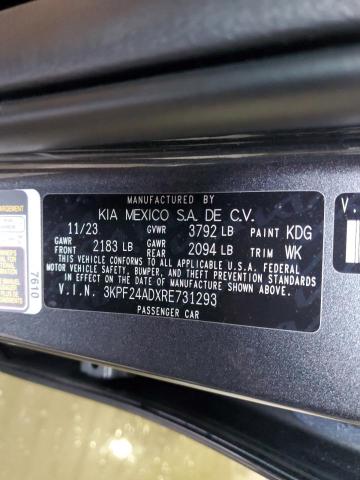 MANUFACTURED BY
KIA MEXICO S.A. DE C.V.
11/23 GVWR 3792 LB PAINT KDG
GAWR FRONT 2183 LB GAWR REAR 2094 LB TRIM WK
THIS VEHICLE CONFORMS TO ALL APPLICABLE U.S.A. FEDERAL
MOTOR VEHICLE SAFETY, BUMPER, AND THEFT PREVENTION STANDARDS
IN EFFECT ON THE DATE OF MANUFACTURE SHOWN ABOVE.
V.I.N. 3KPF24ADXRE731293
PASSENGER CAR
7610